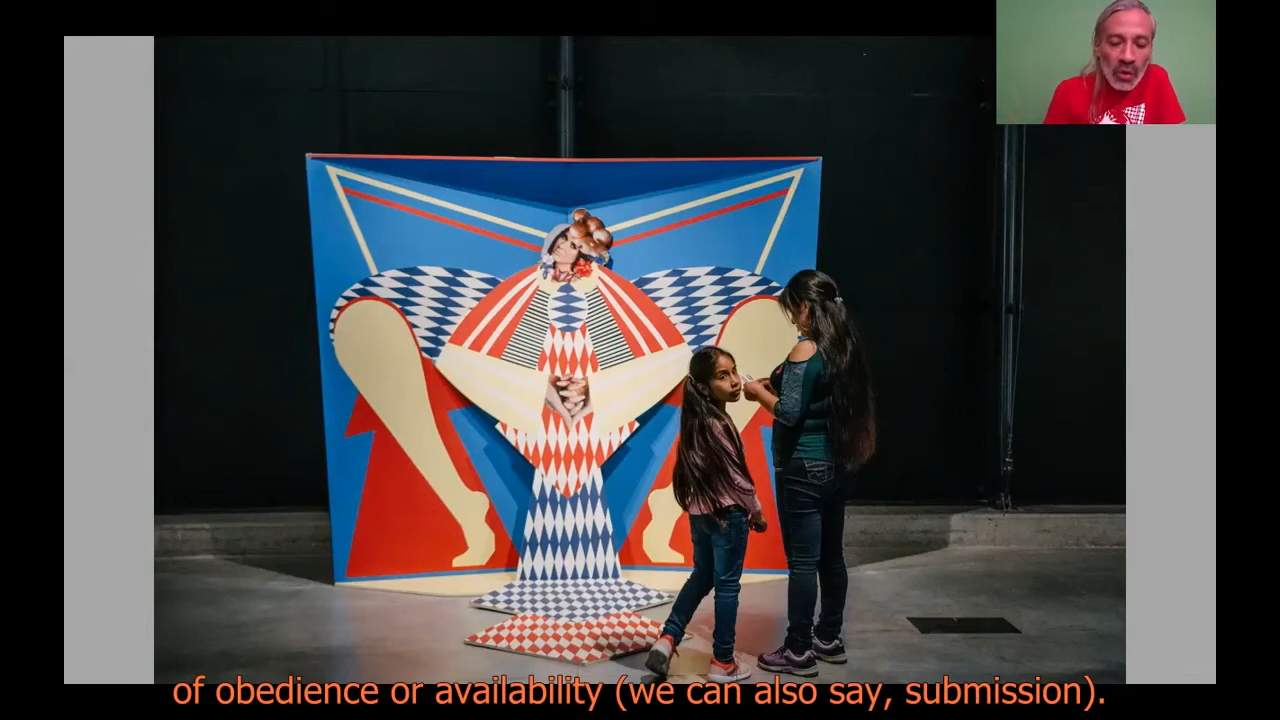 of obedience or availability (we can also say, submission).